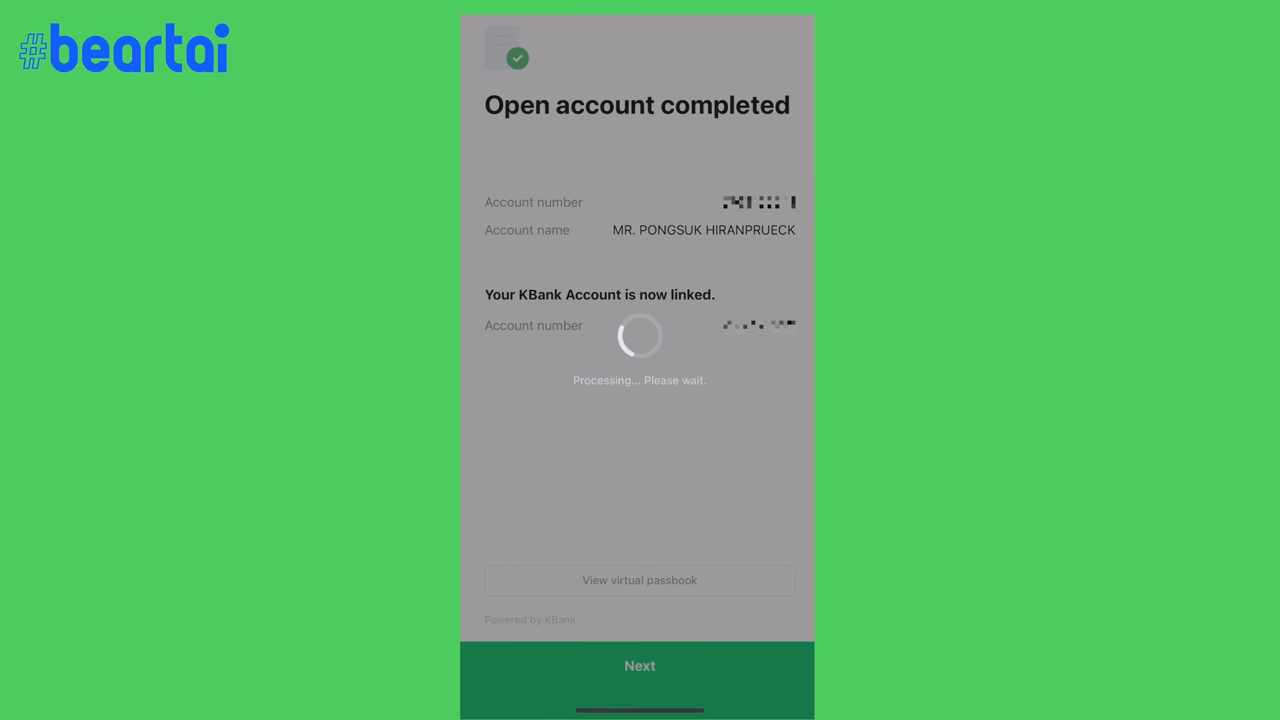 #beartai
Open account completed
Account number
Account name MR. PONGSUK HIRANPRUECK
Your KBank Account is now linked.
Account number
Processing... Please wait.
View virtual passbook
Powered by KBank
Next